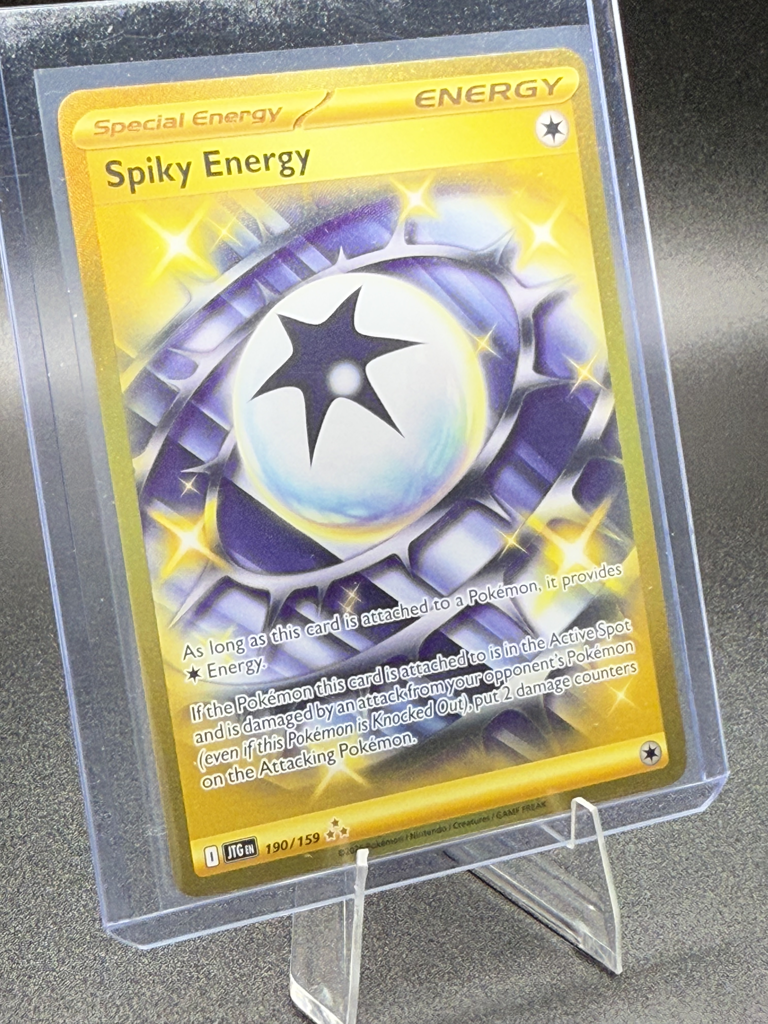 Special Energy ENERGY
Spiky Energy
As long as this card is attached to a Pokémon, it provides
Energy.
If the Pokémon this card is attached to is in the Active Spot
and is damaged by an attack from your opponent's Pokémon
(even if this Pokémon is Knocked Out), put 2 damage counters
on the Attacking Pokémon.
I JTG EN 190/159
Pokémon / Nintendo / Creatures / GAME FREAK